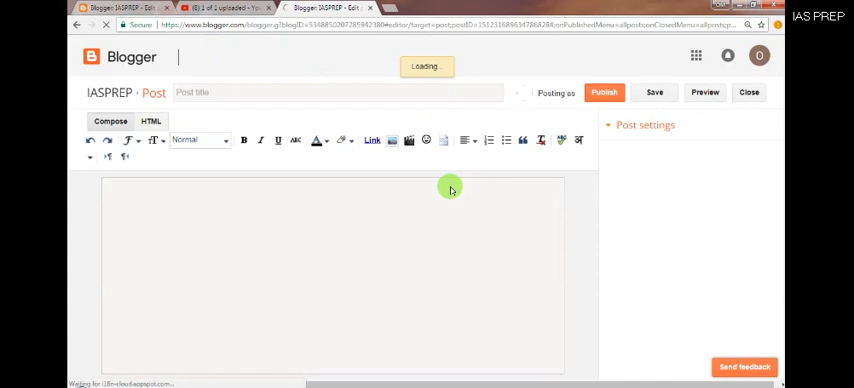 IAS PREP
Blogger: IASPREP - Edit
(8) 1 of 1 uploaded - You
Blogger: IASPREP - Edit
Secure
https://www.blogger.com/blogger.g?blogID=5348850207285942380#editor/target=post;postID=1512316896347868284;onPublishedMenu=allposts;onClosedMenu=allposts;
Blogger
Loading...
IASPREP · Post
Post title
Posting as
Publish
Save
Preview
Close
Compose
HTML
Post settings
Normal
B
I
U
ABC
A
Link
अ
O
Send feedback
Waiting for i18n-cloud.appspot.com...